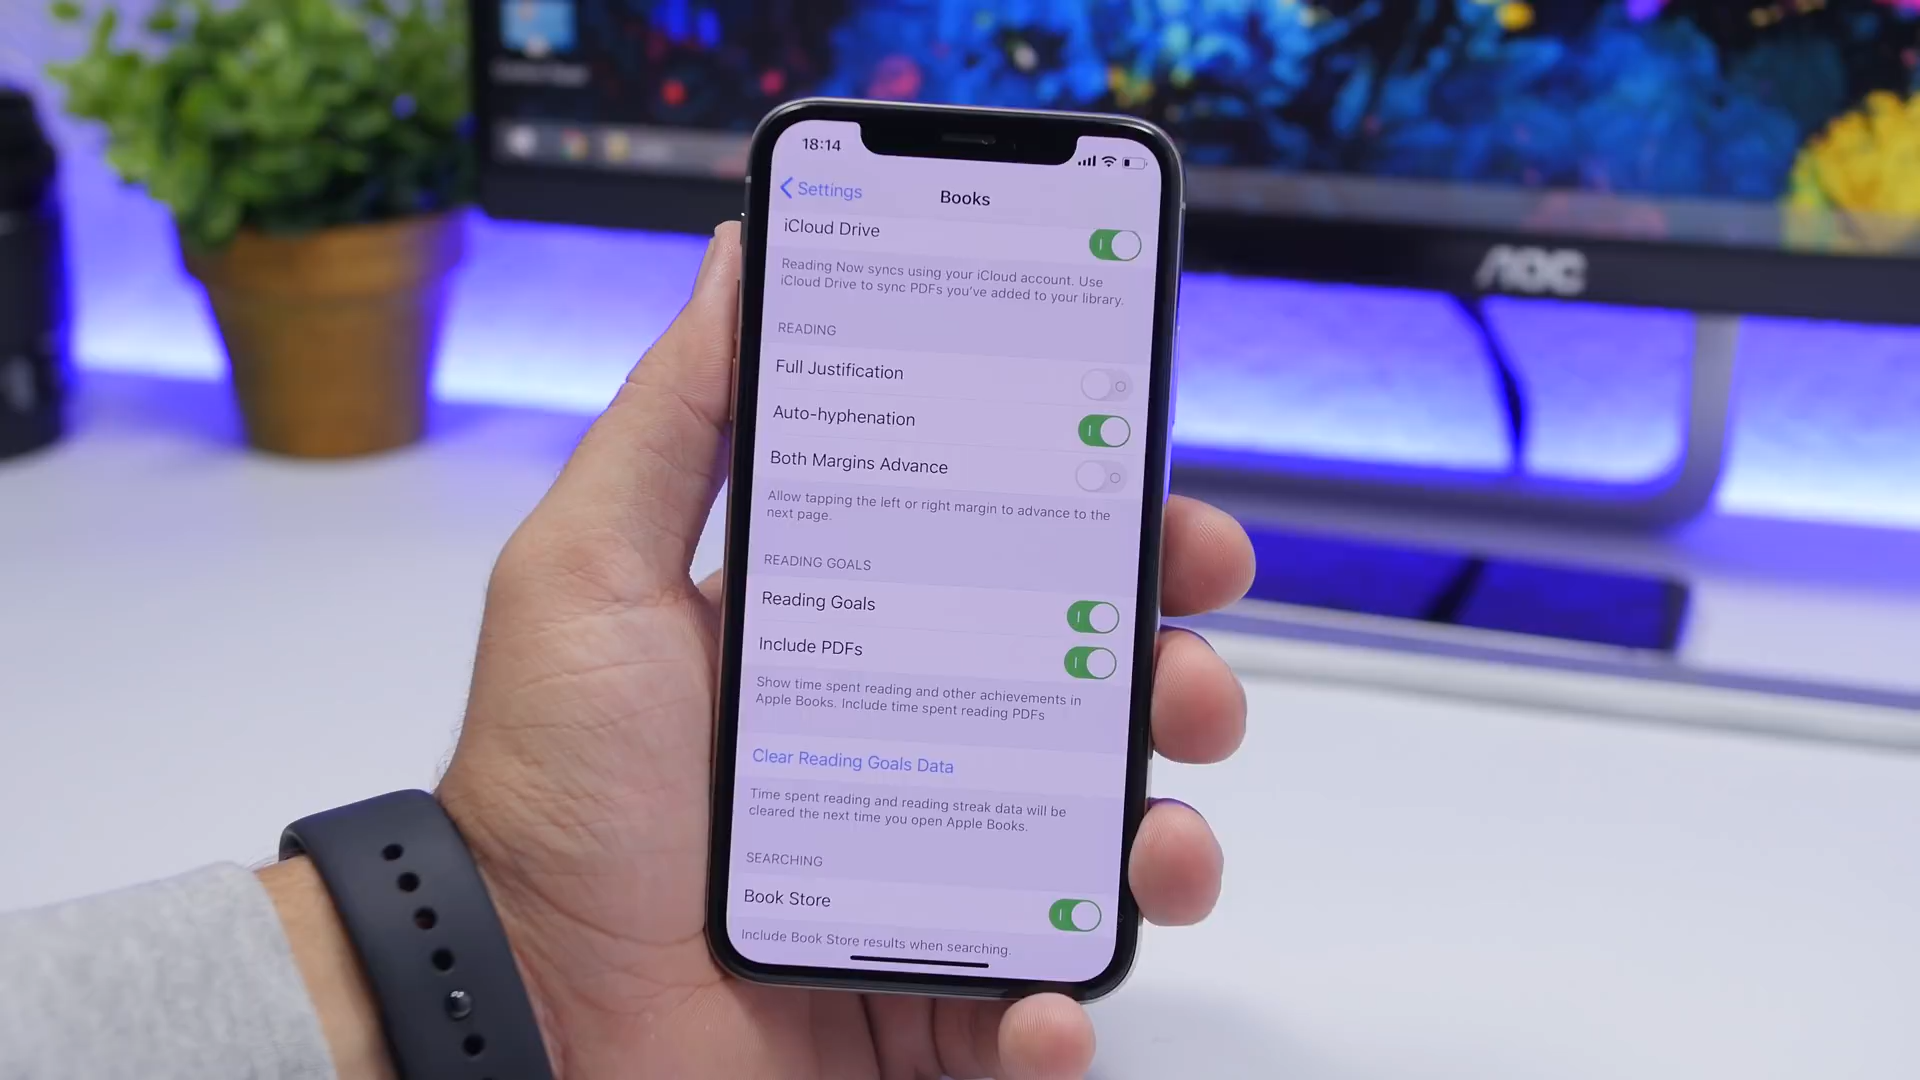 18:14
Settings
Books
iCloud Drive
Reading Now syncs using your iCloud account. Use
iCloud Drive to sync PDFs you've added to your library.
READING
Full Justification
Auto-hyphenation
Both Margins Advance
Allow tapping the left or right margin to advance to the
next page.
READING GOALS
Reading Goals
Include PDFs
Show time spent reading and other achievements in
Apple Books. Include time spent reading PDFs
Clear Reading Goals Data
Time spent reading and reading streak data will be
cleared the next time you open Apple Books.
SEARCHING
Book Store
Include Book Store results when searching.
AOC